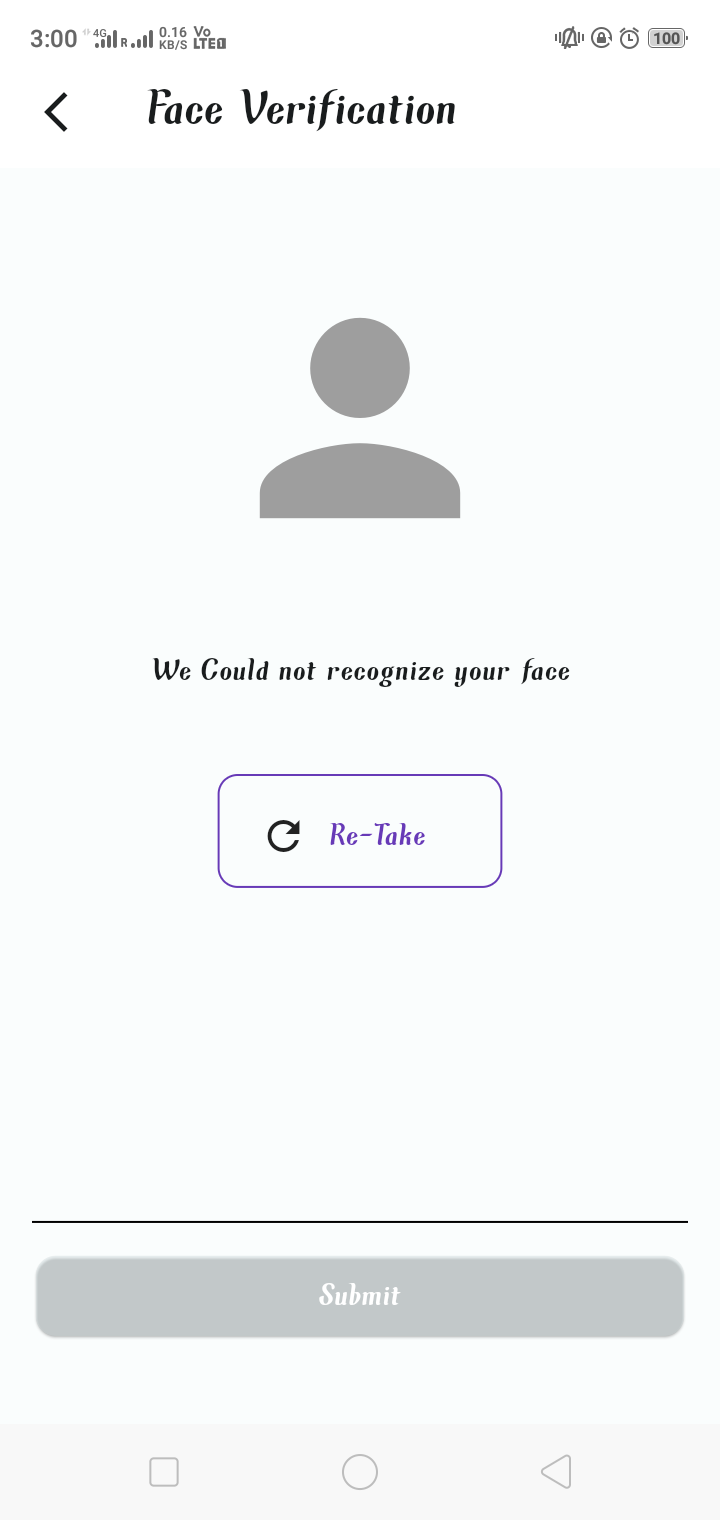 3:00 4G R 0.16 KB/S Vo LTE 100
Face Verification
We Could not recognize your face
Re-Take
Submit